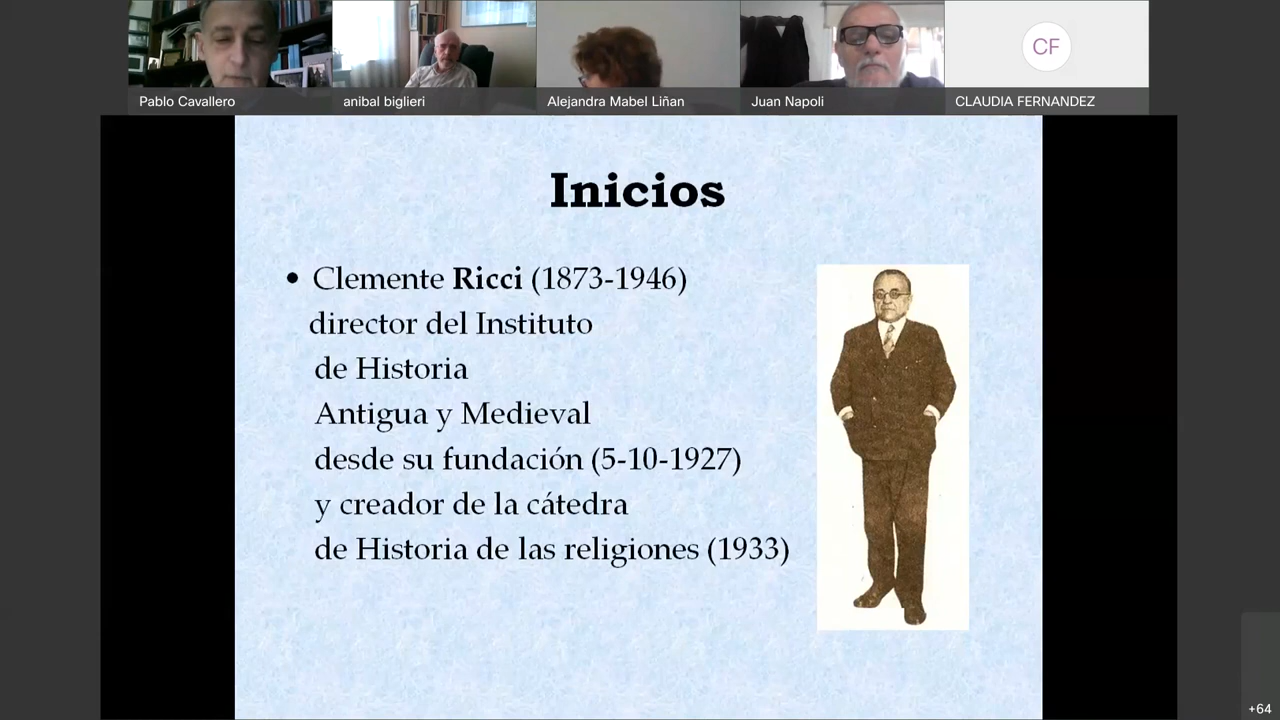 CF
Pablo Cavallero
anibal biglieri
Alejandra Mabel Liñan
Juan Napoli
CLAUDIA FERNANDEZ
Inicios
• Clemente Ricci (1873-1946)
director del Instituto
de Historia
Antigua y Medieval
desde su fundación (5-10-1927)
y creador de la cátedra
de Historia de las religiones (1933)
+64